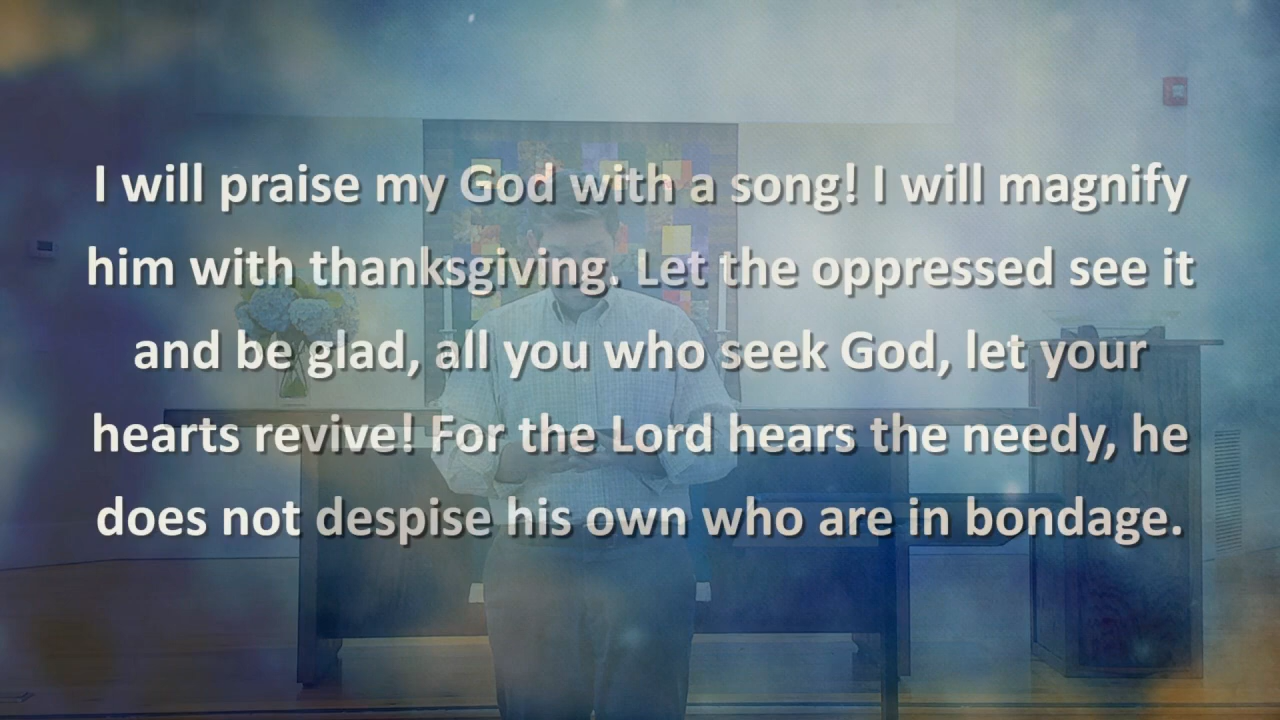 I will praise my God with a song! I will magnify
him with thanksgiving. Let the oppressed see it
and be glad, all you who seek God, let your
hearts revive! For the Lord hears the needy, he
does not despise his own who are in bondage.